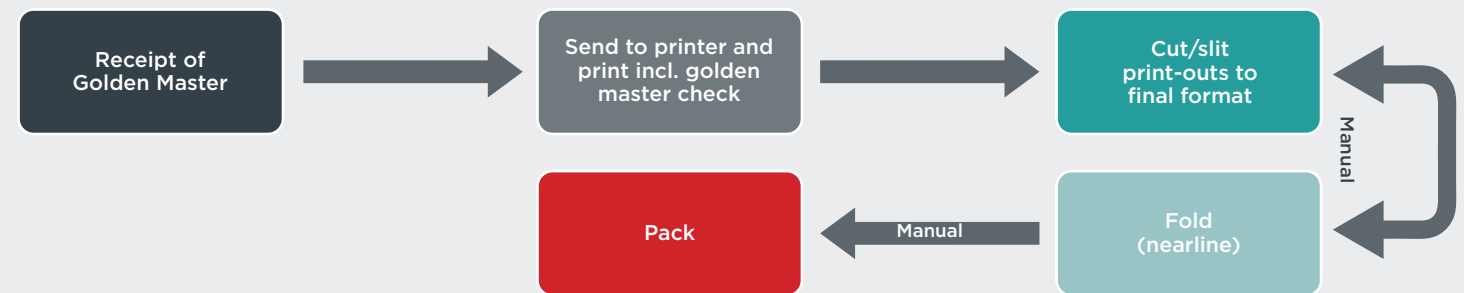 Receipt of
Golden Master
Send to printer and
print incl. golden
master check
Cut/slit
print-outs to
final format
Manual
Fold
(nearline)
Manual
Pack